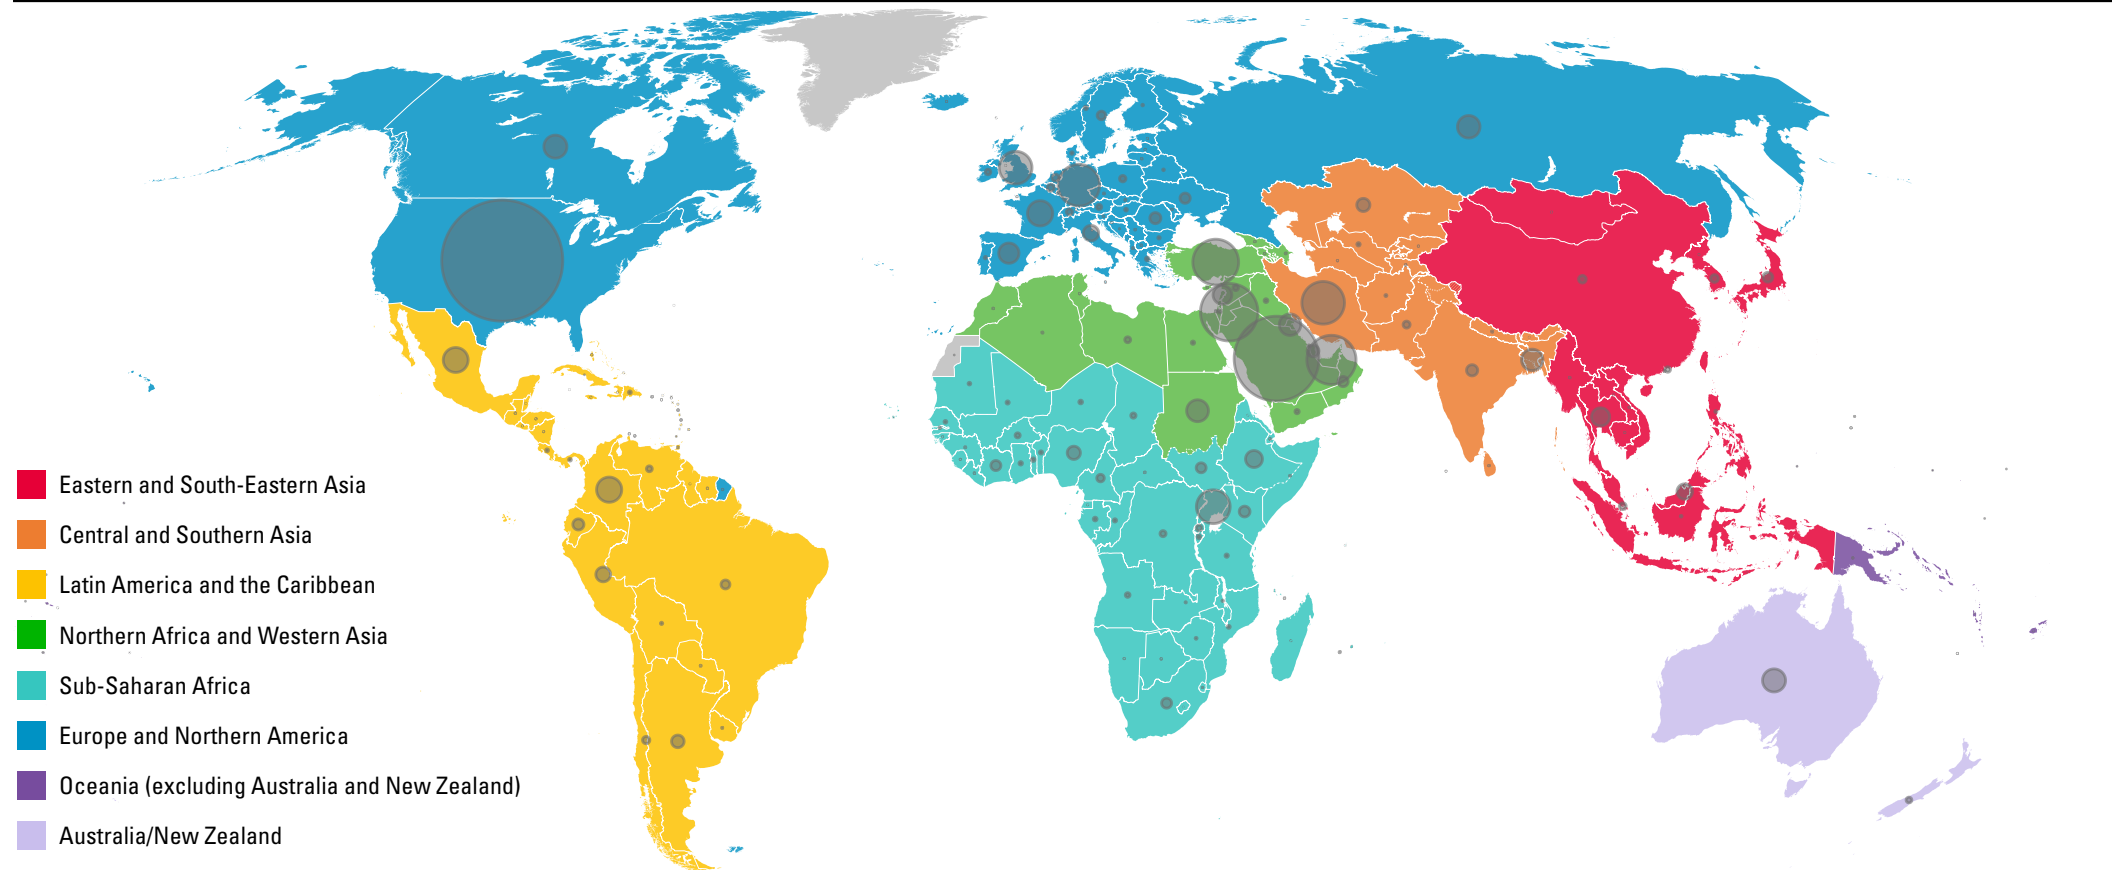 Eastern and South-Eastern Asia
Central and Southern Asia
Latin America and the Caribbean
Northern Africa and Western Asia
Sub-Saharan Africa
Europe and Northern America
Oceania (excluding Australia and New Zealand)
Australia/New Zealand